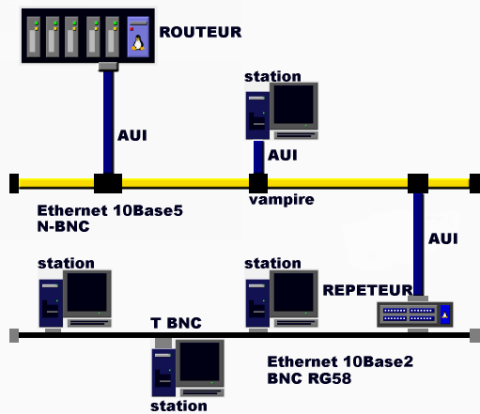 ROUTEUR
station
AUI
AUI
vampire
Ethernet 10Base5
N-BNC
AUI
station
station
REPETEUR
T BNC
Ethernet 10Base2
BNC RG58
station